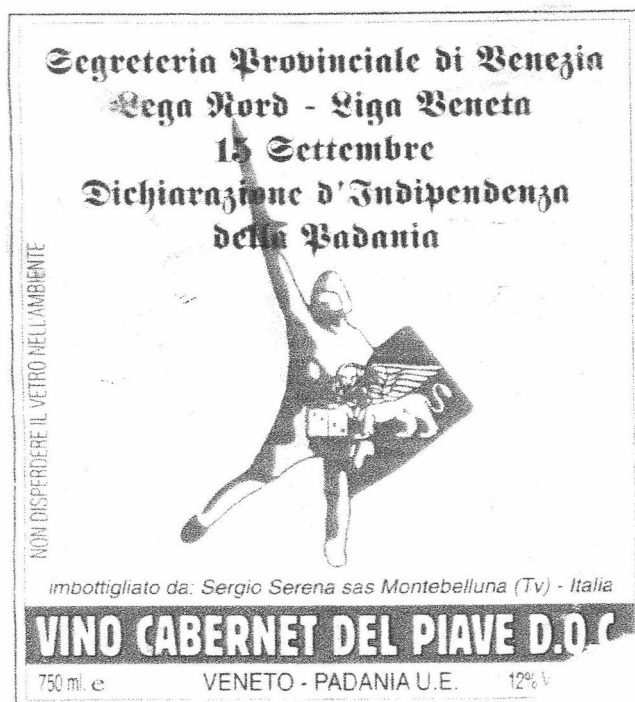 Segreteria Provinciale di Venezia
Lega Nord - Liga Veneta
15 Settembre
Dichiarazione d'Indipendenza
della Padania
NON DISPERDERE IL VETRO NELL'AMBIENTE
imbottigliato da: Sergio Serena sas Montebelluna (Tv) - Italia
VINO CABERNET DEL PIAVE D.O.C
750 ml. e VENETO - PADANIA U.E. 12%